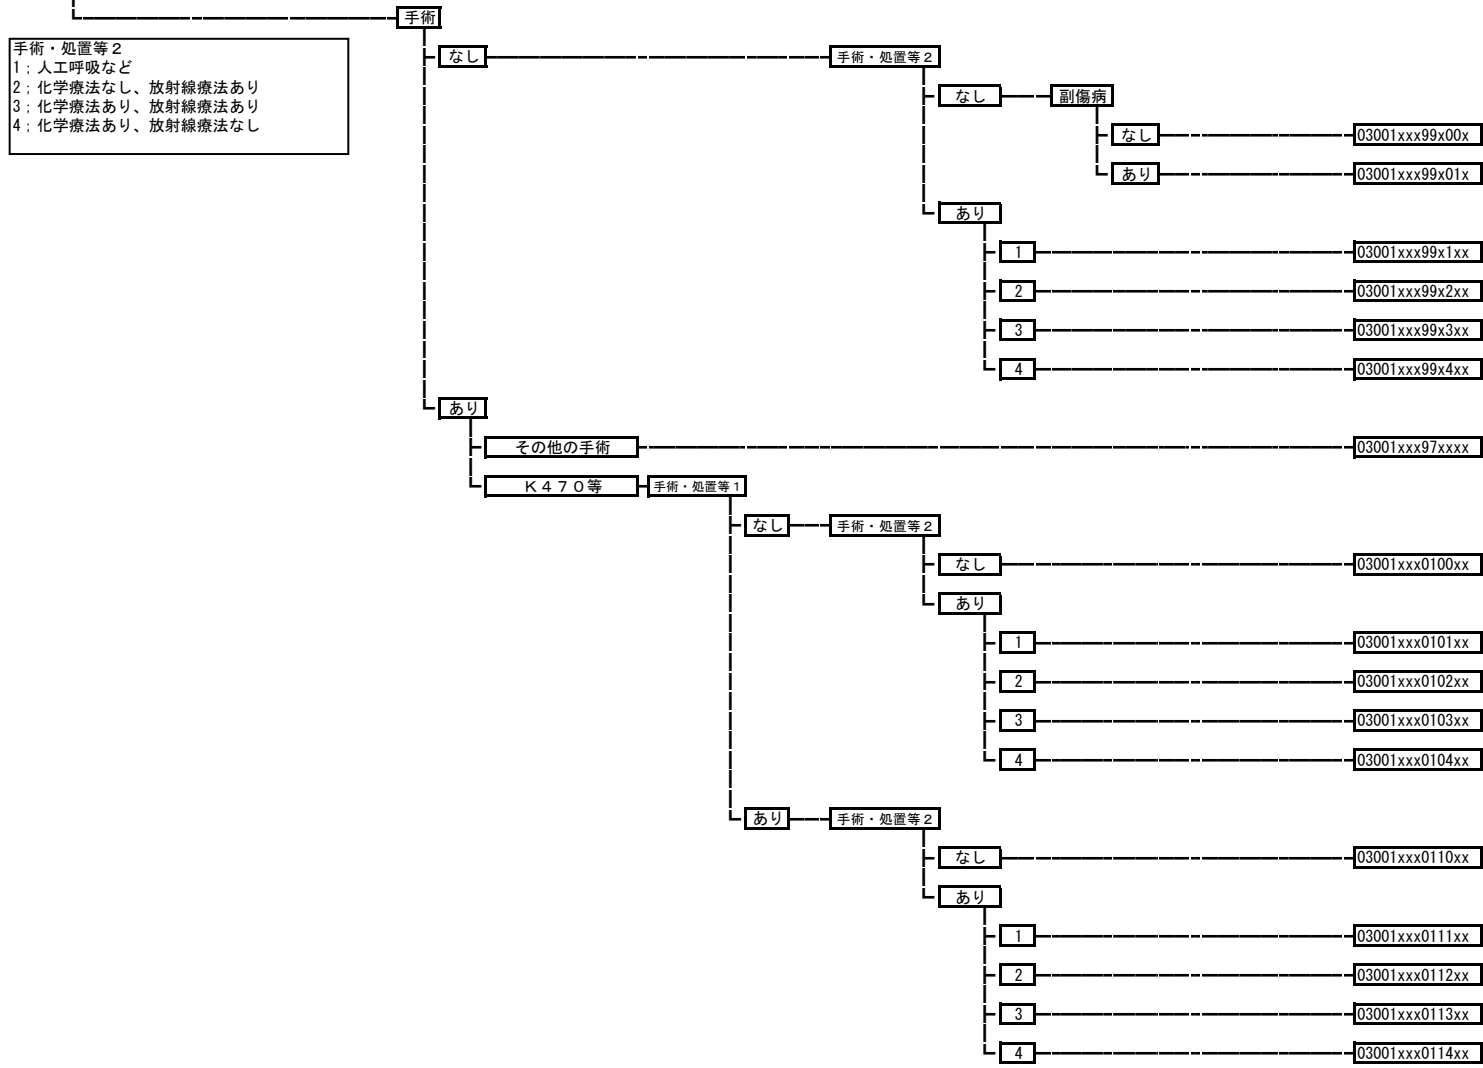 手術
手術・処置等２
1；人工呼吸など
2；化学療法なし、放射線療法あり
3；化学療法あり、放射線療法あり
4；化学療法あり、放射線療法なし
なし 手術・処置等２
なし 副傷病
なし 03001xxx99x00x
あり 03001xxx99x01x
あり
1 03001xxx99x1xx
2 03001xxx99x2xx
3 03001xxx99x3xx
4 03001xxx99x4xx
あり
その他の手術 03001xxx97xxxx
Ｋ４７０等 手術・処置等１
なし 手術・処置等２
なし 03001xxx0100xx
あり
1 03001xxx0101xx
2 03001xxx0102xx
3 03001xxx0103xx
4 03001xxx0104xx
あり 手術・処置等２
なし 03001xxx0110xx
あり
1 03001xxx0111xx
2 03001xxx0112xx
3 03001xxx0113xx
4 03001xxx0114xx